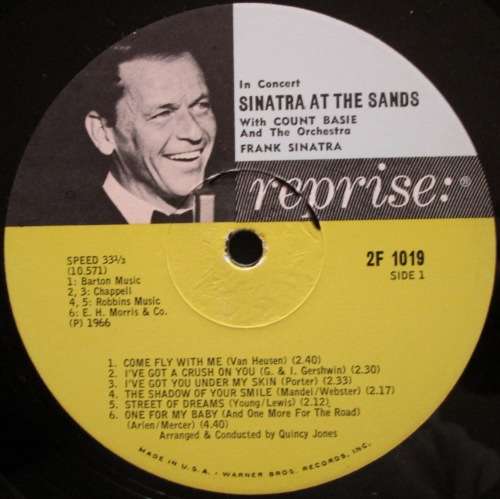 In Concert
SINATRA AT THE SANDS
With COUNT BASIE
And The Orchestra
FRANK SINATRA
reprise:®
SPEED 33⅓
(10.571)
1: Barton Music
2, 3: Chappell
4, 5: Robbins Music
6: E. H. Morris & Co.
(P) 1966
2F 1019
SIDE 1
1. COME FLY WITH ME (Van Heusen) (2.40)
2. I'VE GOT A CRUSH ON YOU (G. & I. Gershwin) (2.30)
3. I'VE GOT YOU UNDER MY SKIN (Porter) (2.33)
4. THE SHADOW OF YOUR SMILE (Mandel/Webster) (2.17)
5. STREET OF DREAMS (Young/Lewis) (2.12)
6. ONE FOR MY BABY (And One More For The Road)
(Arlen/Mercer) (4.40)
Arranged & Conducted by Quincy Jones
MADE IN U.S.A. - WARNER BROS. RECORDS, INC.